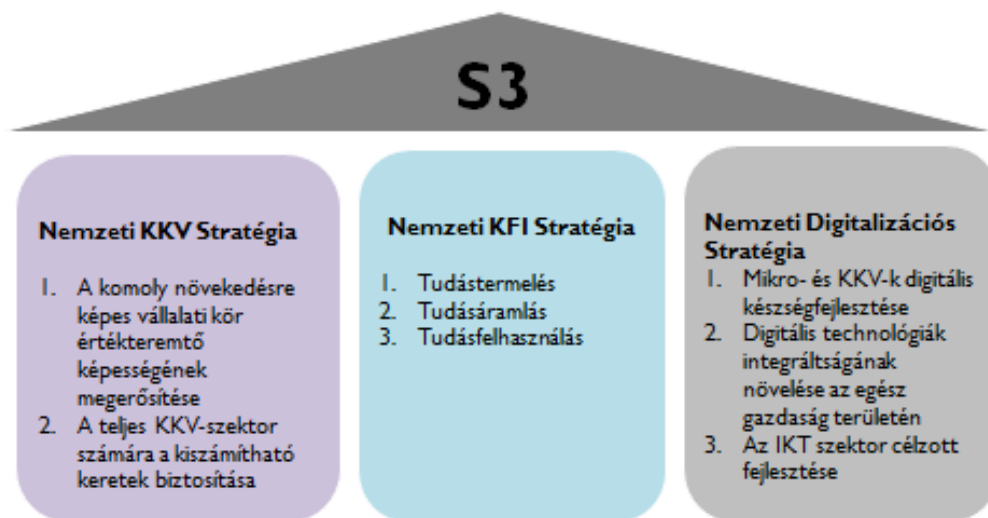 S3
Nemzeti KKV Stratégia
1. A komoly növekedésre
képes vállalati kör
értékteremtő
képességének
megerősítése
2. A teljes KKV-szektor
számára a kiszámítható
keretek biztosítása
Nemzeti KFI Stratégia
1. Tudástermelés
2. Tudásáramlás
3. Tudásfelhasználás
Nemzeti Digitalizációs
Stratégia
1. Mikro- és KKV-k digitális
készségfejlesztése
2. Digitális technológiák
integráltságának
növelése az egész
gazdaság területén
3. Az IKT szektor célzott
fejlesztése